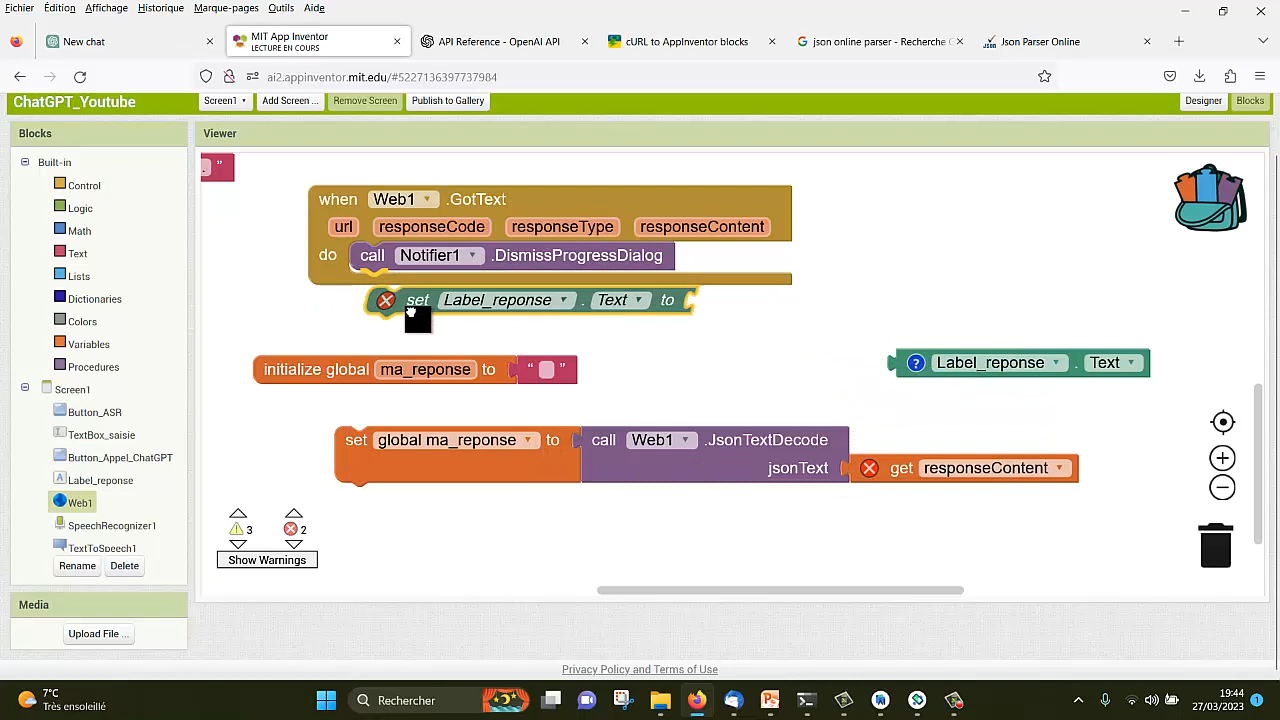 Fichier Édition Affichage Historique Marque-pages Outils Aide
New chat
MIT App Inventor
LECTURE EN COURS
API Reference - OpenAI API
cURL to AppInventor blocks
json online parser - Recherche
Json Parser Online
ai2.appinventor.mit.edu/#5227136397737984
ChatGPT_Youtube
Screen1 Add Screen ... Remove Screen Publish to Gallery
Designer Blocks
Blocks
Viewer
Built-in
Control
Logic
Math
Text
Lists
Dictionaries
Colors
Variables
Procedures
Screen1
Button_ASR
TextBox_saisie
Button_Appel_ChatGPT
Label_reponse
Web1
SpeechRecognizer1
TextToSpeech1
Rename Delete
Media
Upload File ...
. ”
when Web1 .GotText
url responseCode responseType responseContent
do call Notifier1 .DismissProgressDialog
set Label_reponse . Text to
initialize global ma_reponse to “ ”
Label_reponse . Text
set global ma_reponse to call Web1 .JsonTextDecode
jsonText get responseContent
3 2
Show Warnings
Privacy Policy and Terms of Use
7°C
Très ensoleillé
Rechercher
19:44
27/03/2023
1